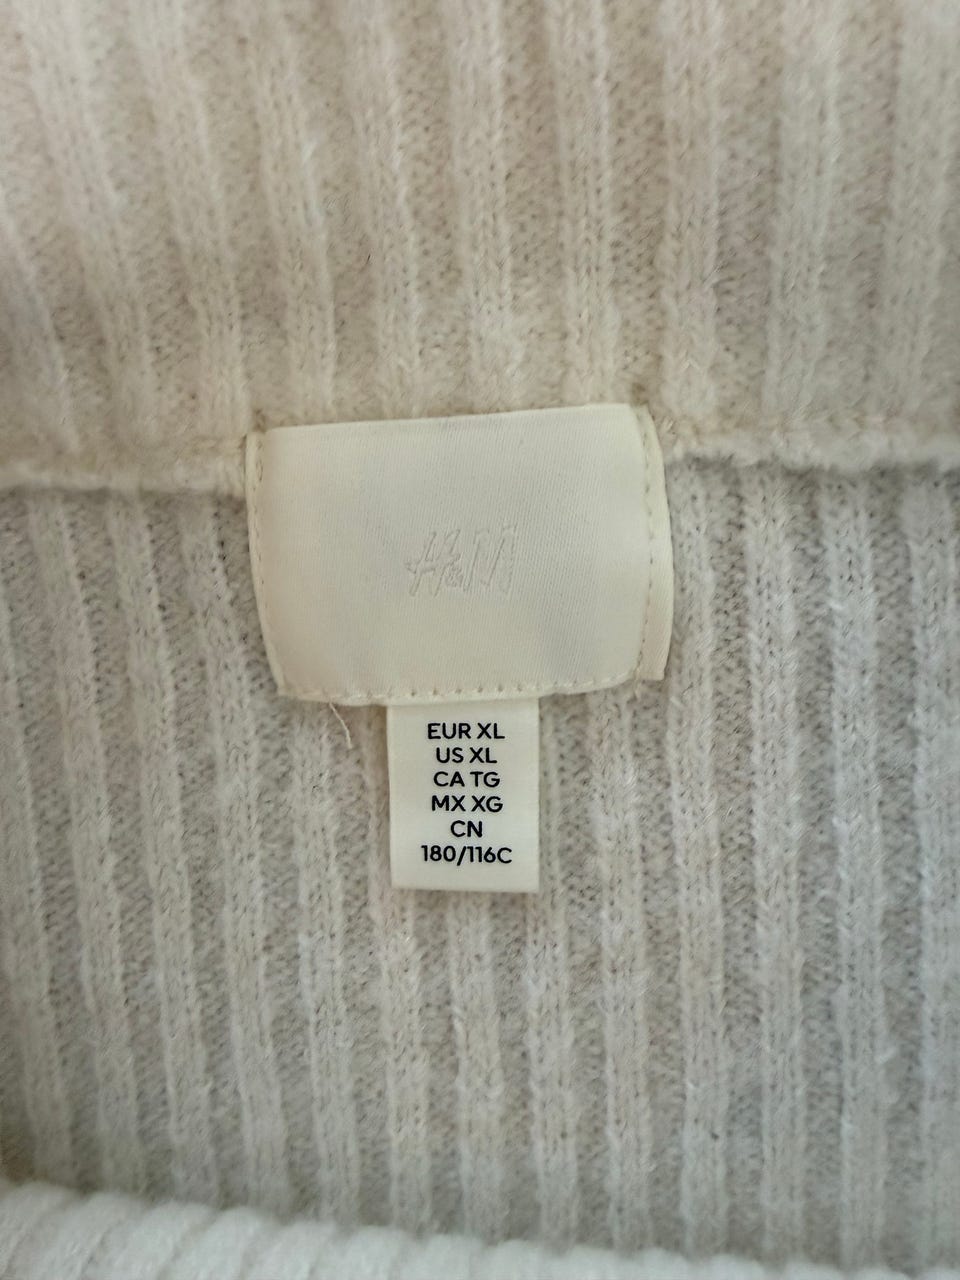 H&M
EUR XL
US XL
CA TG
MX XG
CN
180/116C